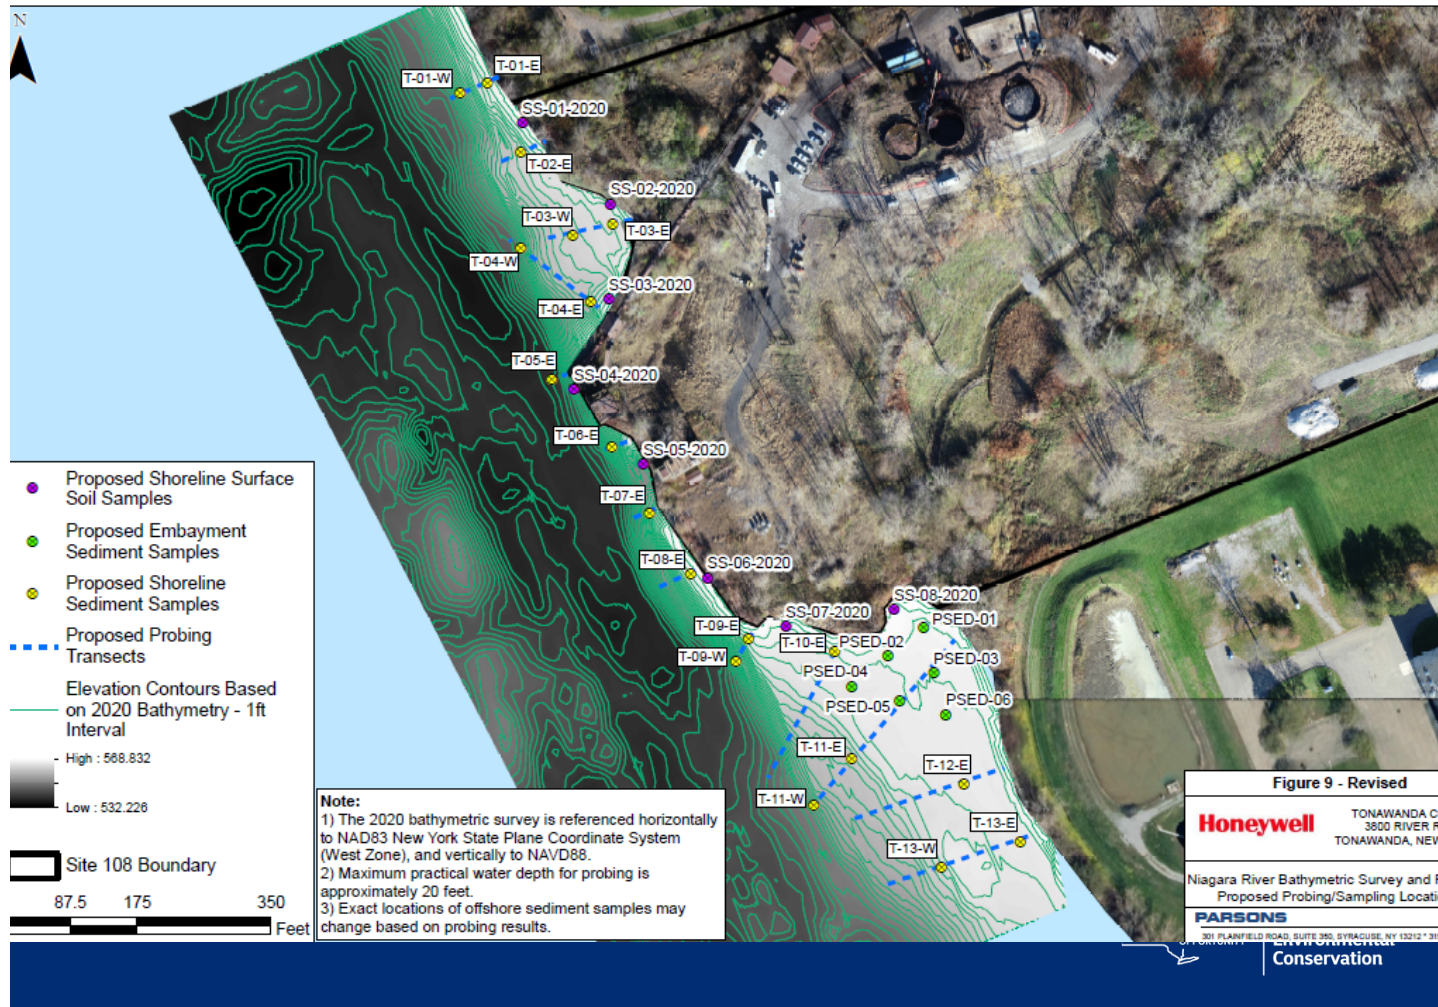 N
T-01-W
T-01-E
SS-01-2020
T-02-E
SS-02-2020
T-03-W
T-03-E
T-04-W
SS-03-2020
T-04-E
T-05-E
SS-04-2020
T-06-E
SS-05-2020
T-07-E
T-08-E
SS-06-2020
SS-07-2020
SS-08-2020
T-09-E
T-09-W
T-10-E
PSED-01
PSED-02
PSED-03
PSED-04
PSED-05
PSED-06
T-11-E
T-11-W
T-12-E
T-13-E
T-13-W
Proposed Shoreline Surface
Soil Samples
Proposed Embayment
Sediment Samples
Proposed Shoreline
Sediment Samples
Proposed Probing
Transects
Elevation Contours Based
on 2020 Bathymetry - 1ft
Interval
High : 568.832
Low : 532.226
Site 108 Boundary
87.5 175 350
Feet
Note:
1) The 2020 bathymetric survey is referenced horizontally
to NAD83 New York State Plane Coordinate System
(West Zone), and vertically to NAVD88.
2) Maximum practical water depth for probing is
approximately 20 feet.
3) Exact locations of offshore sediment samples may
change based on probing results.
Figure 9 - Revised
Honeywell
TONAWANDA
3800 RIVER
TONAWANDA, NEW
Niagara River Bathymetric Survey and
Proposed Probing/Sampling
PARSONS
301 PLAINFIELD ROAD, SUITE 350, SYRACUSE, NY 13212 *
Environmental
Conservation